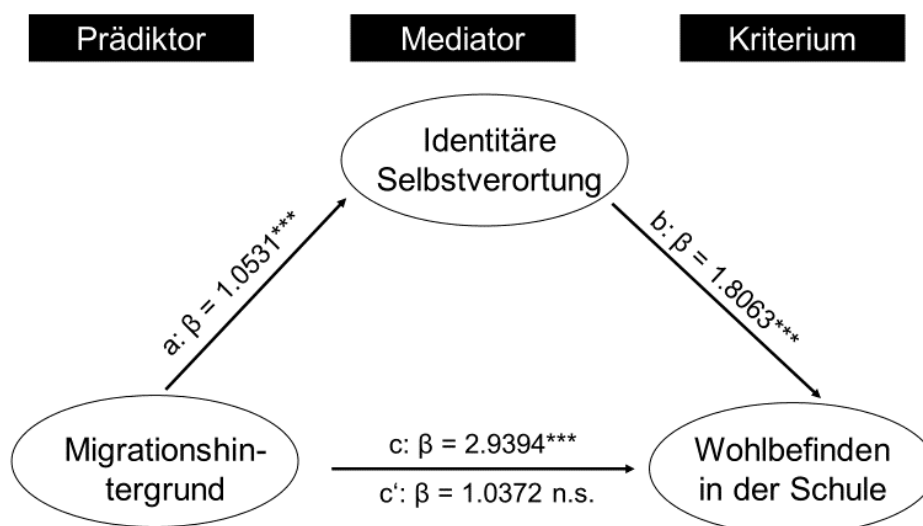 Prädiktor
Mediator
Kriterium
Identitäre
Selbstverortung
a: β = 1.0531***
b: β = 1.8063***
Migrationshin-
tergrund
c: β = 2.9394***
c‘: β = 1.0372 n.s.
Wohlbefinden
in der Schule